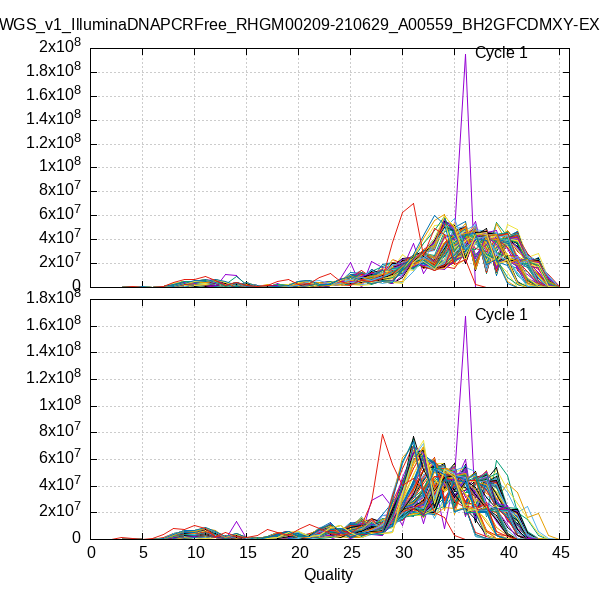 WGS_v1_IlluminaDNAPCRFree_RHGM00209-210629_A00559_BH2GFCDMXY-EX
2x10^8
Cycle 1
1.8x10^8
1.6x10^8
1.4x10^8
1.2x10^8
1x10^8
8x10^7
6x10^7
4x10^7
2x10^7
0
1.8x10^8
Cycle 1
1.6x10^8
1.4x10^8
1.2x10^8
1x10^8
8x10^7
6x10^7
4x10^7
2x10^7
0
0 5 10 15 20 25 30 35 40 45
Quality